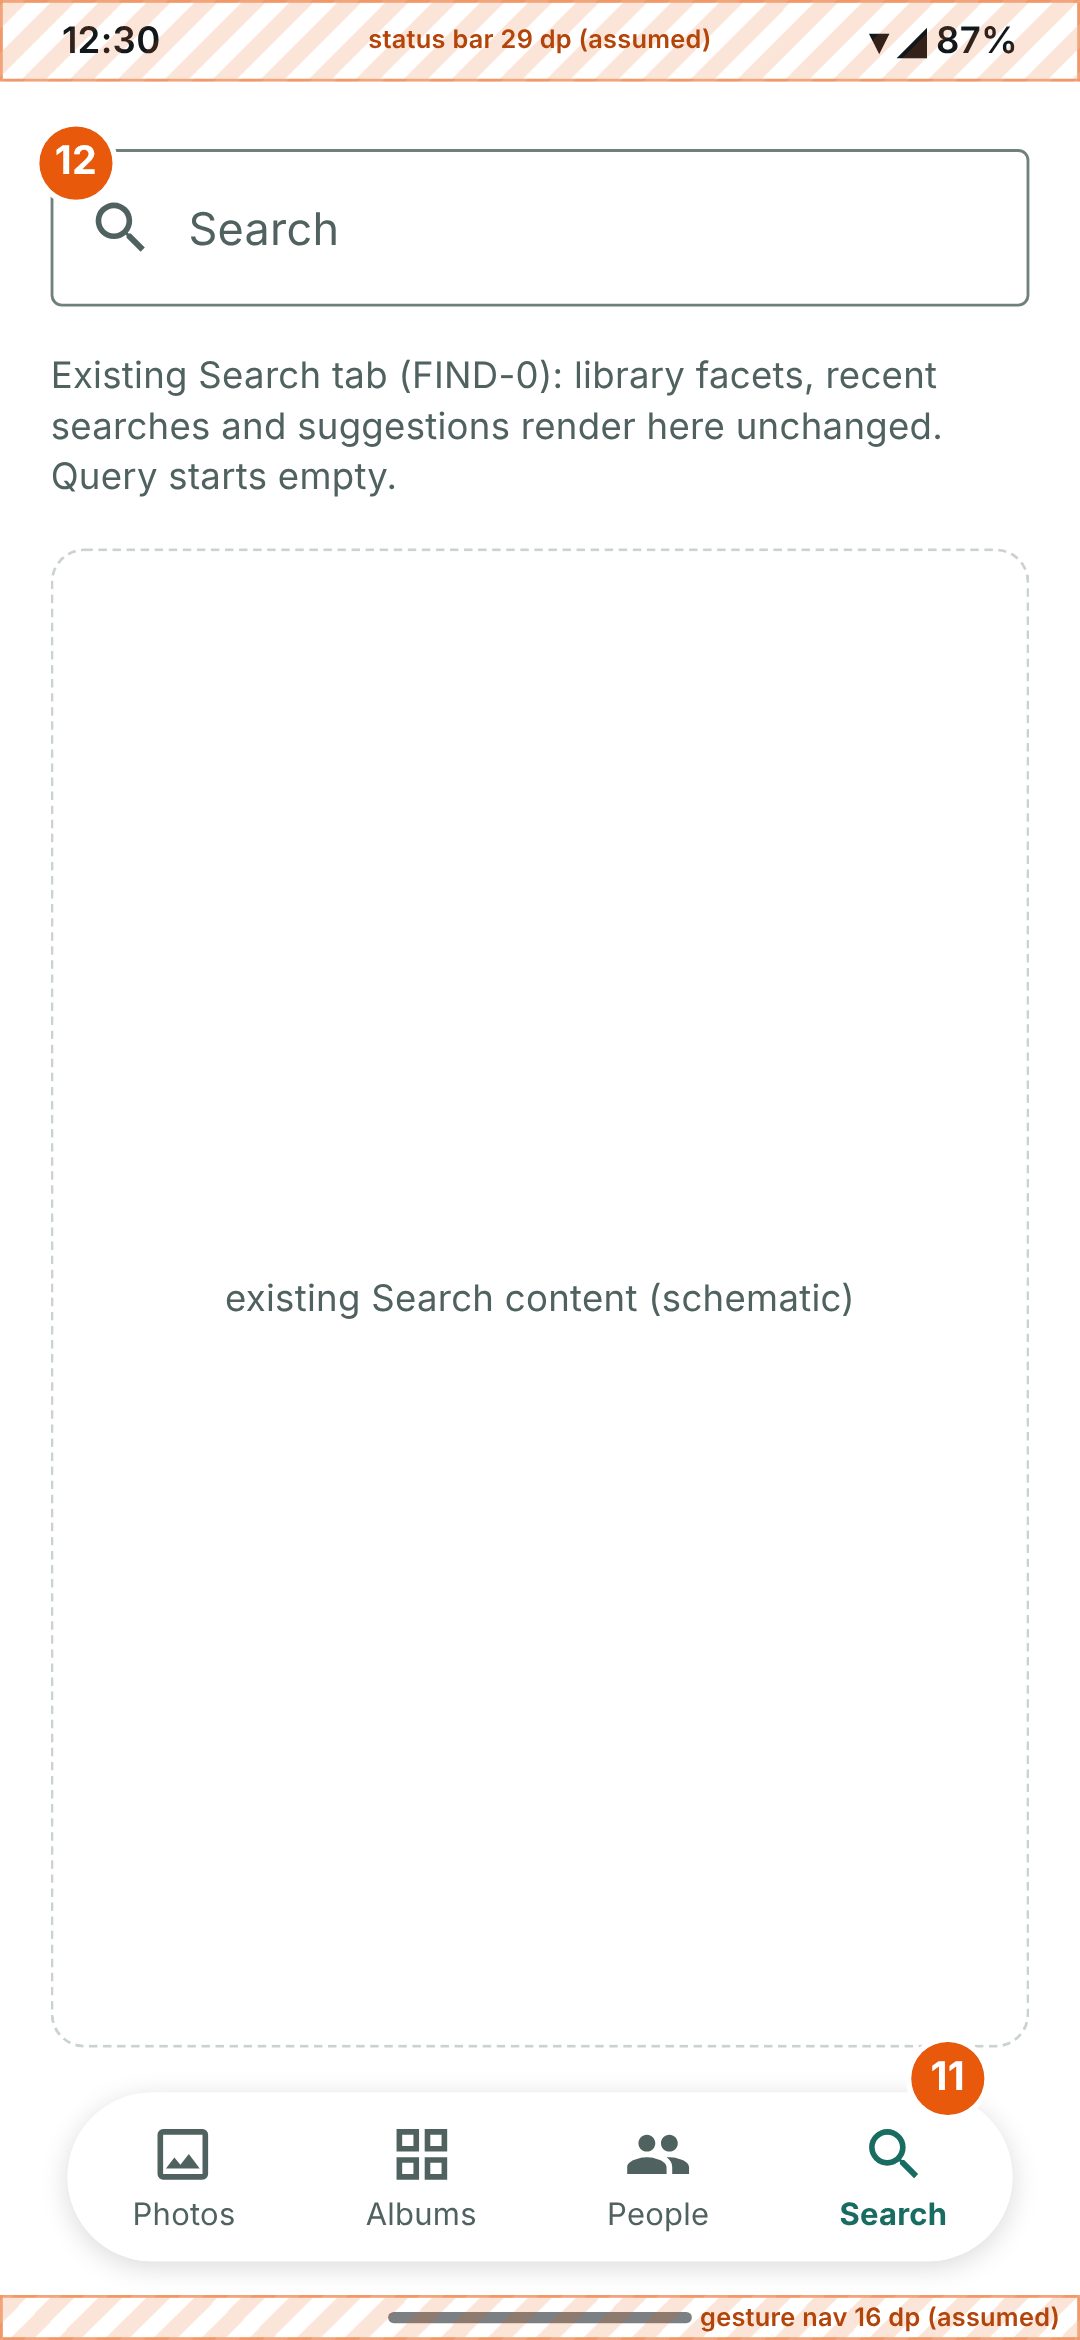 12:30
status bar 29 dp (assumed)
87%
12
Search
Existing Search tab (FIND-0): library facets, recent
searches and suggestions render here unchanged.
Query starts empty.
existing Search content (schematic)
11
Photos
Albums
People
Search
gesture nav 16 dp (assumed)